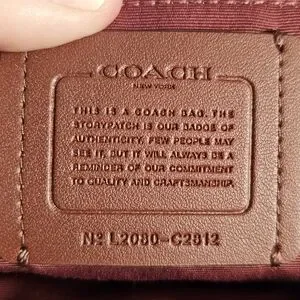 COACH
NEW YORK
THIS IS A COACH BAG. THE
STORYPATCH IS OUR BADGE OF
AUTHENTICITY. FEW PEOPLE MAY
SEE IT, BUT IT WILL ALWAYS BE A
REMINDER OF OUR COMMITMENT
TO QUALITY AND CRAFTSMANSHIP.
Nº L2080-C2812